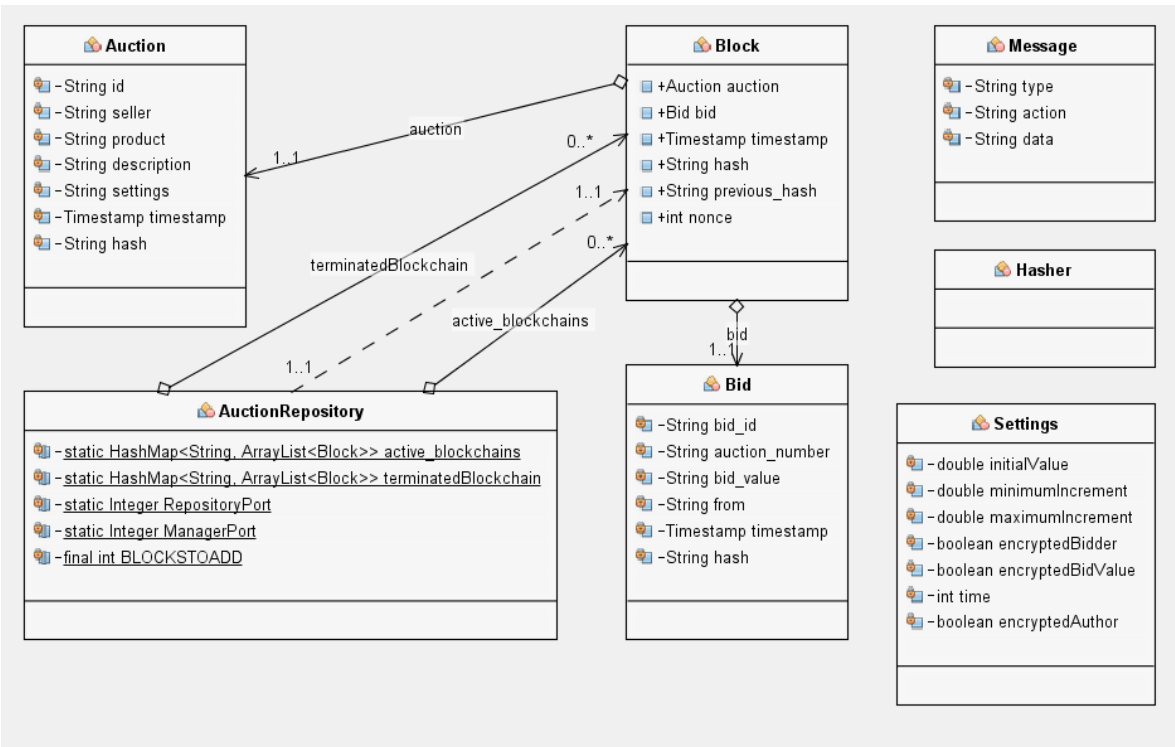 Auction
-String id
-String seller
-String product
-String description
-String settings
-Timestamp timestamp
-String hash
Block
+Auction auction
+Bid bid
+Timestamp timestamp
+String hash
+String previous_hash
+int nonce
Message
-String type
-String action
-String data
Hasher
auction
1..1
0..*
1..1
0..*
terminatedBlockchain
active_blockchains
1..1
bid
1..1
AuctionRepository
-static HashMap<String, ArrayList<Block>> active_blockchains
-static HashMap<String, ArrayList<Block>> terminatedBlockchain
-static Integer RepositoryPort
-static Integer ManagerPort
-final int BLOCKSTOADD
Bid
-String bid_id
-String auction_number
-String bid_value
-String from
-Timestamp timestamp
-String hash
Settings
-double initialValue
-double minimumIncrement
-double maximumIncrement
-boolean encryptedBidder
-boolean encryptedBidValue
-int time
-boolean encryptedAuthor